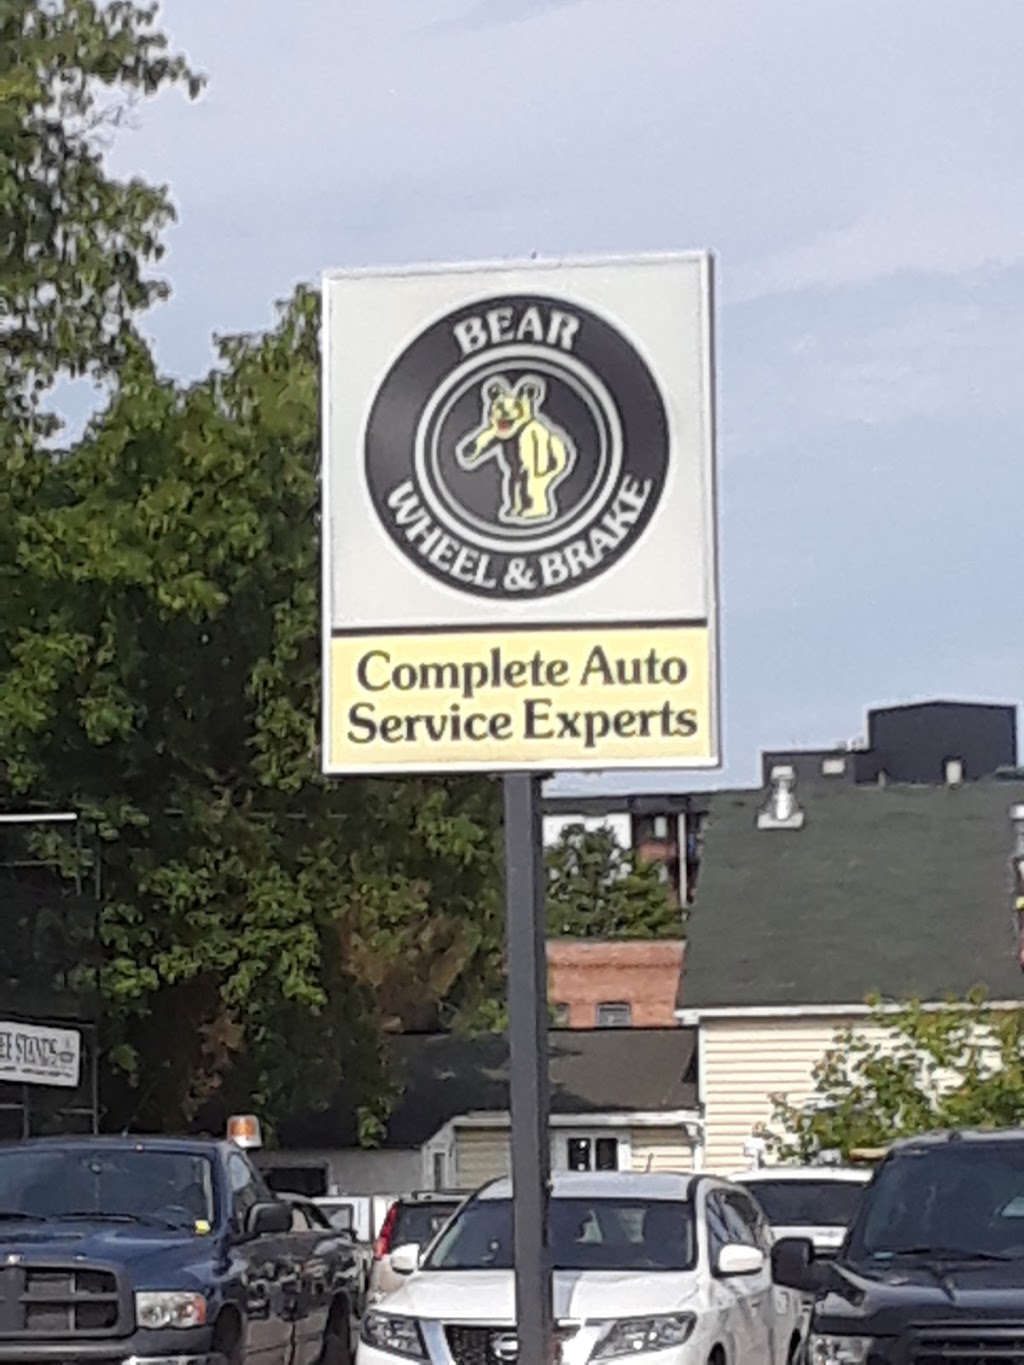 BEAR
WHEEL & BRAKE
Complete Auto
Service Experts